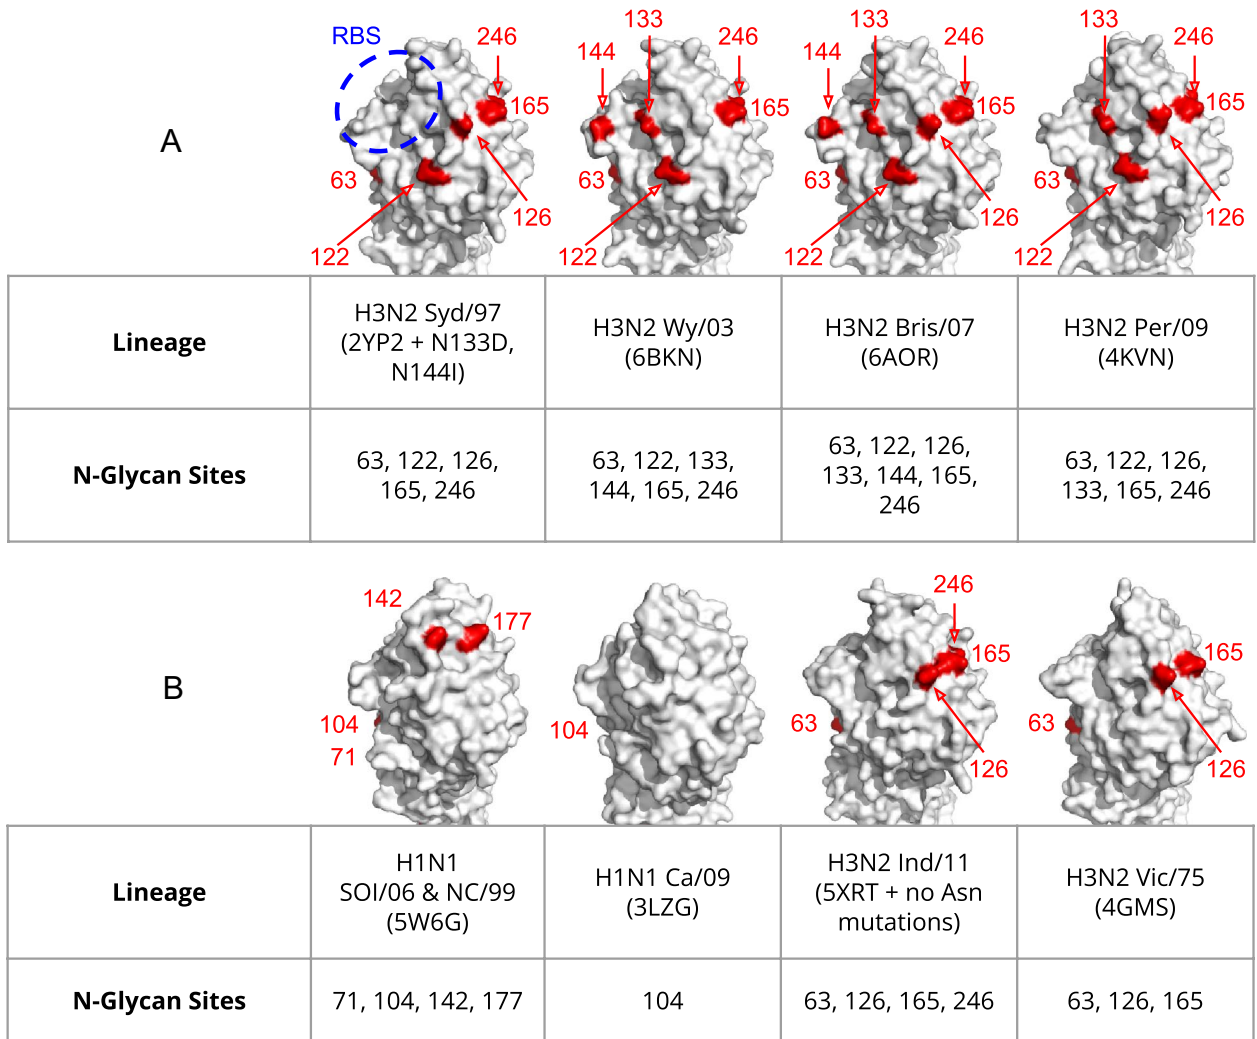 A
RBS
246
165
63
126
122
133
144
246
165
63
122
133
144
246
165
63
126
122
133
246
165
63
126
122
Lineage
H3N2 Syd/97
(2YP2 + N133D,
N144I)
H3N2 Wy/03
(6BKN)
H3N2 Bris/07
(6AOR)
H3N2 Per/09
(4KVN)
N-Glycan Sites
63, 122, 126,
165, 246
63, 122, 133,
144, 165, 246
63, 122, 126,
133, 144, 165,
246
63, 122, 126,
133, 165, 246
B
142
177
104
71
104
246
165
63
126
165
63
126
Lineage
H1N1
SOI/06 & NC/99
(5W6G)
H1N1 Ca/09
(3LZG)
H3N2 Ind/11
(5XRT + no Asn
mutations)
H3N2 Vic/75
(4GMS)
N-Glycan Sites
71, 104, 142, 177
104
63, 126, 165, 246
63, 126, 165